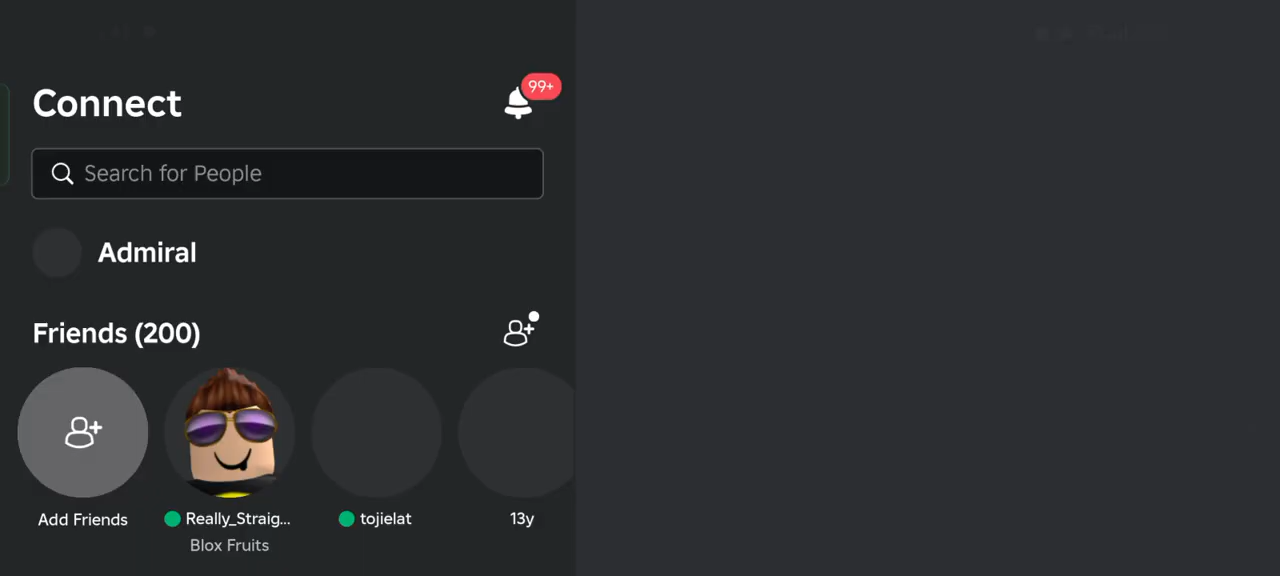 Connect
99+
Search for People
Admiral
Friends (200)
Add Friends
Really_Straig...
Blox Fruits
tojielat
13y